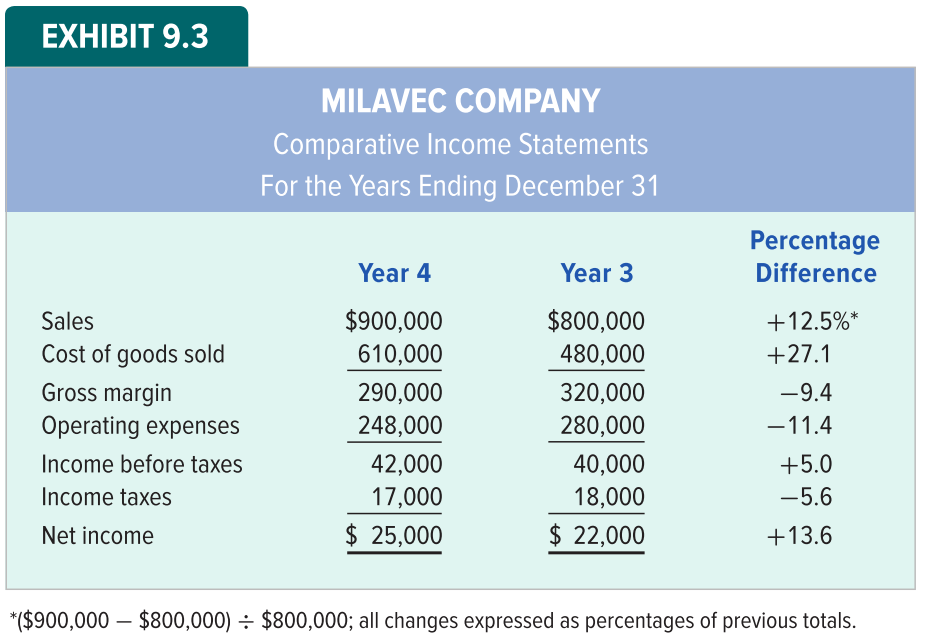 EXHIBIT 9.3
MILAVEC COMPANY
Comparative Income Statements
For the Years Ending December 31
Percentage
Year 4 Year 3 Difference
Sales $900,000 $800,000 +12.5%*
Cost of goods sold 610,000 480,000 +27.1
Gross margin 290,000 320,000 −9.4
Operating expenses 248,000 280,000 −11.4
Income before taxes 42,000 40,000 +5.0
Income taxes 17,000 18,000 −5.6
Net income $ 25,000 $ 22,000 +13.6
*($900,000 − $800,000) ÷ $800,000; all changes expressed as percentages of previous totals.